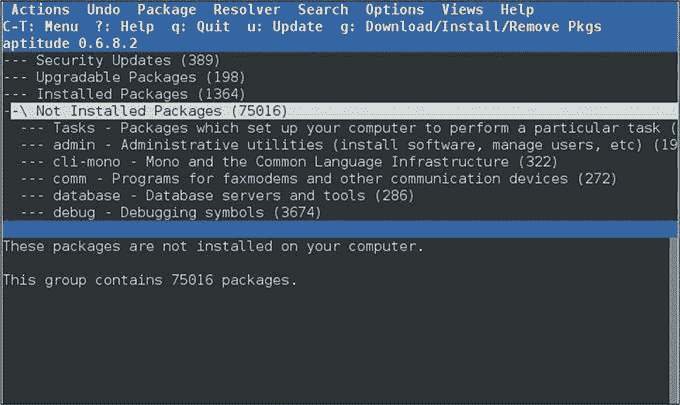 Actions Undo Package Resolver Search Options Views Help
C-T: Menu ?: Help q: Quit u: Update g: Download/Install/Remove Pkgs
aptitude 0.6.8.2
--- Security Updates (389)
--- Upgradable Packages (198)
--- Installed Packages (1364)
--\ Not Installed Packages (75016)
--- Tasks - Packages which set up your computer to perform a particular task (
--- admin - Administrative utilities (install software, manage users, etc) (19
--- cli-mono - Mono and the Common Language Infrastructure (322)
--- comm - Programs for faxmodems and other communication devices (272)
--- database - Database servers and tools (286)
--- debug - Debugging symbols (3674)
These packages are not installed on your computer.
This group contains 75016 packages.